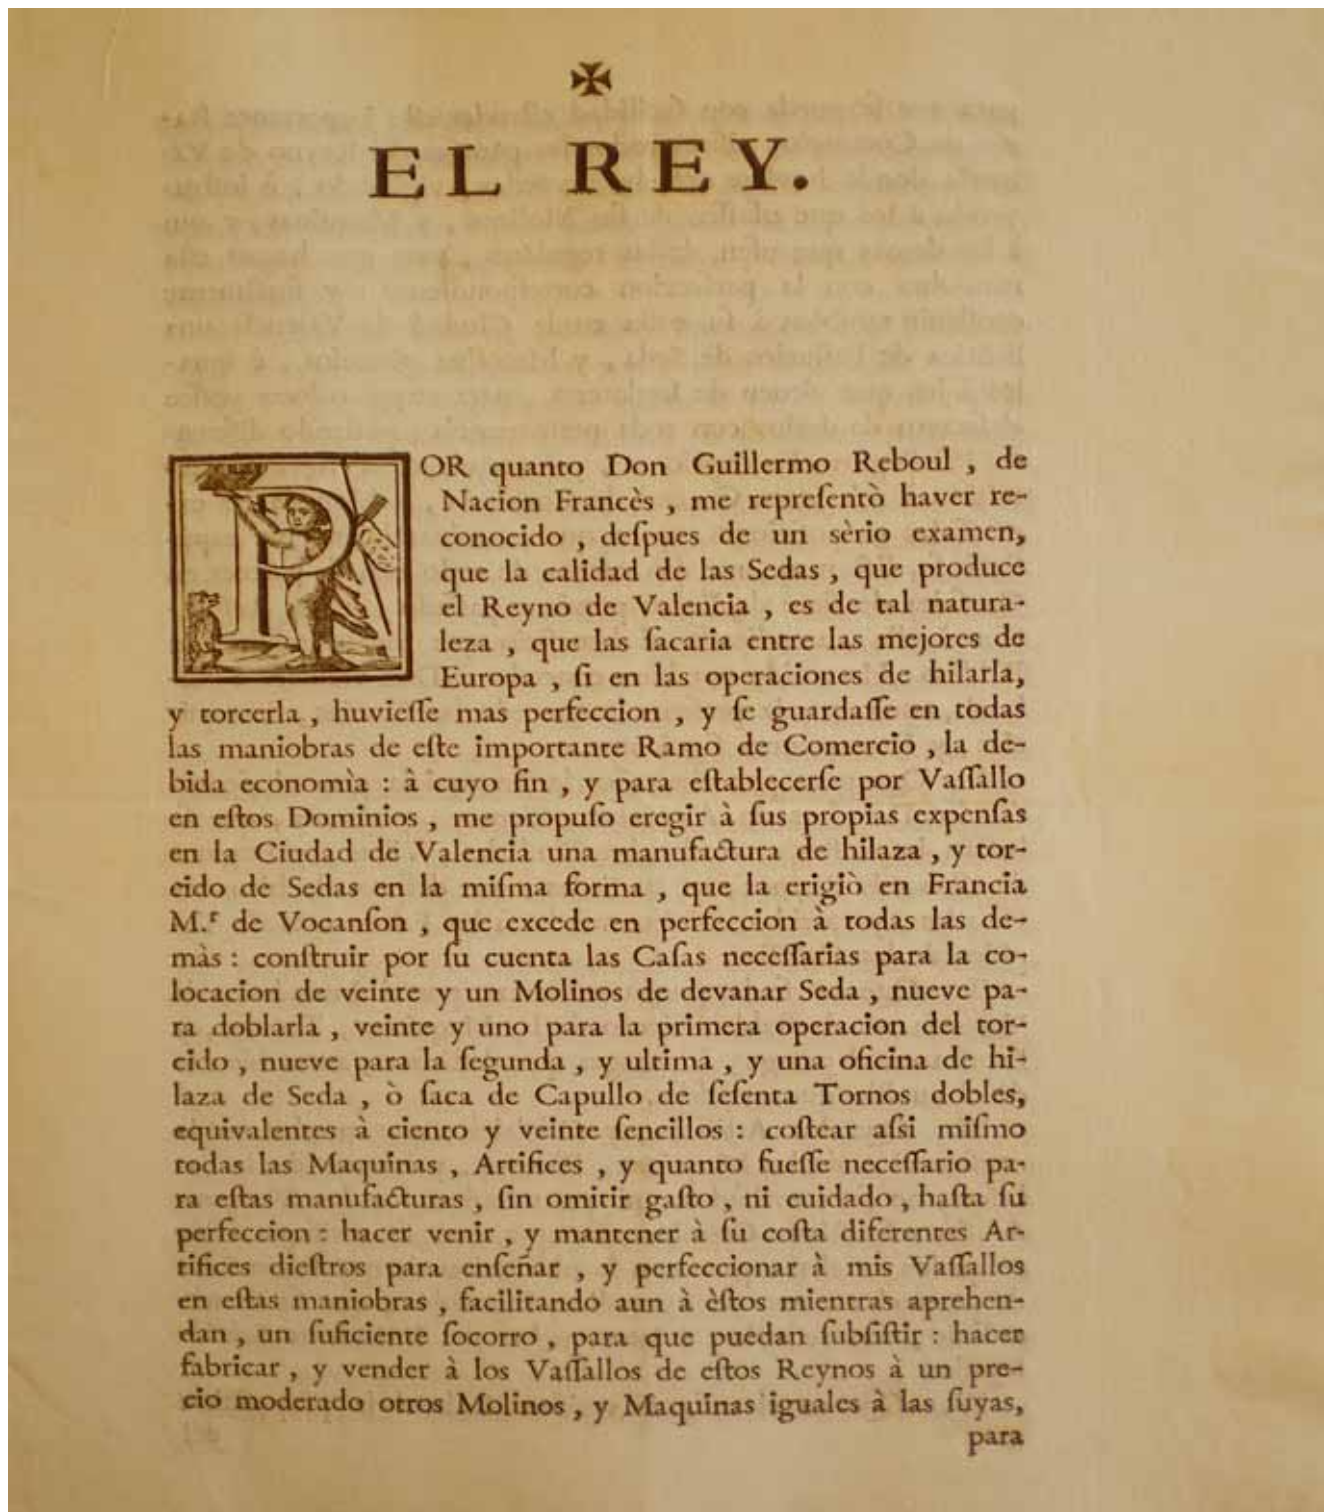 ✠
EL REY.
POR quanto Don Guillermo Reboul , de
Nacion Francès , me repreſentò haver re-
conocido , deſpues de un sèrio examen,
que la calidad de las Sedas , que produce
el Reyno de Valencia , es de tal natura-
leza , que las ſacaria entre las mejores de
Europa , ſi en las operaciones de hilarla,
y torcerla , huvieſſe mas perfeccion , y ſe guardaſſe en todas
las maniobras de eſte importante Ramo de Comercio , la de-
bida economìa : à cuyo fin , y para eſtablecerſe por Vaſſallo
en eſtos Dominios , me propuſo eregir à ſus propias expenſas
en la Ciudad de Valencia una manufactura de hilaza , y tor-
cido de Sedas en la miſma forma , que la erigiò en Francia
M.ʳ de Vocanſon , que excede en perfeccion à todas las de-
màs : conſtruir por ſu cuenta las Caſas neceſſarias para la co-
locacion de veinte y un Molinos de devanar Seda , nueve pa-
ra doblarla , veinte y uno para la primera operacion del tor-
cido , nueve para la ſegunda , y ultima , y una oficina de hi-
laza de Seda , ò ſaca de Capullo de ſeſenta Tornos dobles,
equivalentes à ciento y veinte ſencillos : coſtear aſsi miſmo
todas las Maquinas , Artifices , y quanto fueſſe neceſſario pa-
ra eſtas manufacturas , ſin omitir gaſto , ni cuidado , haſta ſu
perfeccion : hacer venir , y mantener à ſu coſta diferentes Ar-
tifices dieſtros para enſeñar , y perfeccionar à mis Vaſſallos
en eſtas maniobras , facilitando aun à èſtos mientras aprehen-
dan , un ſuficiente ſocorro , para que puedan ſubſiſtir : hacer
fabricar , y vender à los Vaſſallos de eſtos Reynos à un pre-
cio moderado otros Molinos , y Maquinas iguales à las ſuyas,
para